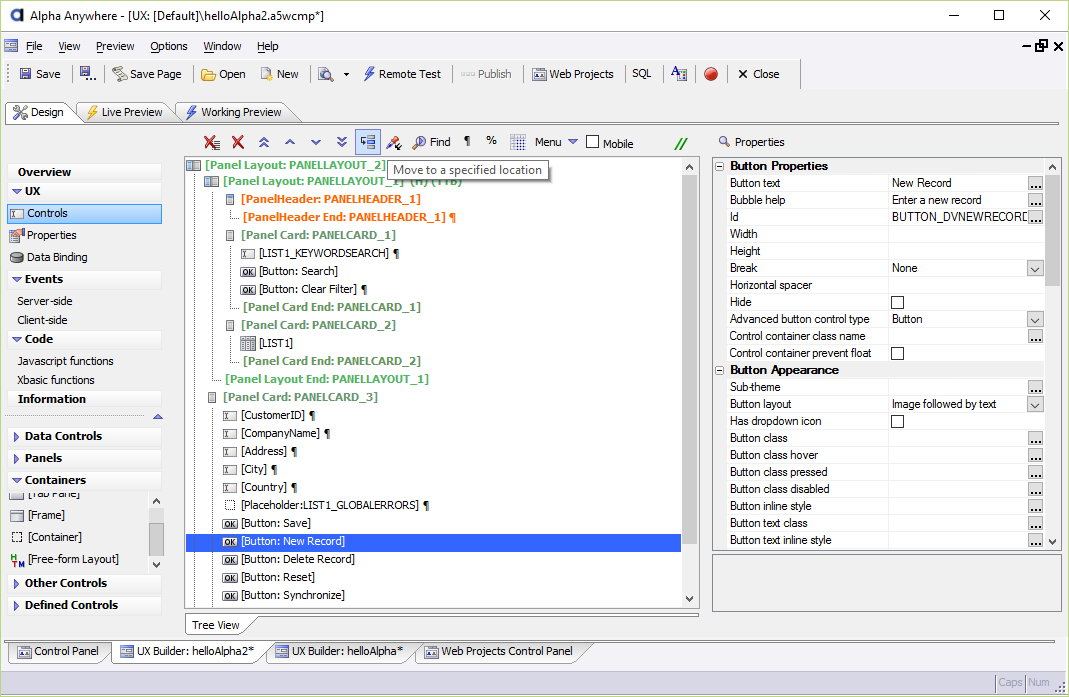 Alpha Anywhere - [UX: [Default]\helloAlpha2.a5wcmp*]
File View Preview Options Window Help
Save Save Page Open New Remote Test Publish Web Projects SQL Close
Design Live Preview Working Preview
Find ¶ % Menu Mobile
Move to a specified location
Overview
UX
Controls
Properties
Data Binding
Events
Server-side
Client-side
Code
Javascript functions
Xbasic functions
Information
Data Controls
Panels
Containers
[Tab Pane]
[Frame]
[Container]
[Free-form Layout]
Other Controls
Defined Controls
[Panel Layout: PANELLAYOUT_2]
[Panel Layout: PANELLAYOUT_1]
[PanelHeader: PANELHEADER_1]
[PanelHeader End: PANELHEADER_1] ¶
[Panel Card: PANELCARD_1]
[LIST1_KEYWORDSEARCH] ¶
[Button: Search]
[Button: Clear Filter] ¶
[Panel Card End: PANELCARD_1]
[Panel Card: PANELCARD_2]
[LIST1]
[Panel Card End: PANELCARD_2]
[Panel Layout End: PANELLAYOUT_1]
[Panel Card: PANELCARD_3]
[CustomerID] ¶
[CompanyName] ¶
[Address] ¶
[City] ¶
[Country] ¶
[Placeholder:LIST1_GLOBALERRORS] ¶
OK [Button: Save]
OK [Button: New Record]
OK [Button: Delete Record]
OK [Button: Reset]
OK [Button: Synchronize]
Tree View
Properties
Button Properties
Button text New Record ...
Bubble help Enter a new record ...
Id BUTTON_DVNEWRECORD ...
Width
Height
Break None
Horizontal spacer
Hide
Advanced button control type Button
Control container class name ...
Control container prevent float
Button Appearance
Sub-theme ...
Button layout Image followed by text
Has dropdown icon
Button class ...
Button class hover ...
Button class pressed ...
Button class disabled ...
Button inline style ...
Button text class ...
Button text inline style ...
Control Panel UX Builder: helloAlpha2* UX Builder: helloAlpha* Web Projects Control Panel
Caps Num